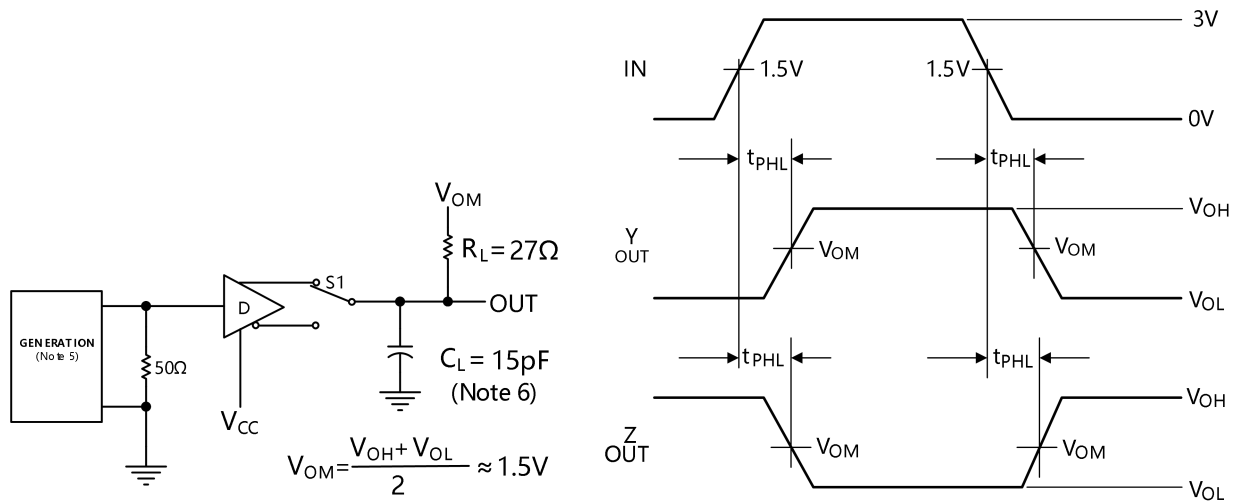 GENERATION
(Note 5)
50Ω
D
V_CC
S1
V_OM
R_L = 27Ω
OUT
C_L = 15pF
(Note 6)
V_OM = (V_OH + V_OL) / 2 ≈ 1.5V
IN
1.5V
1.5V
3V
0V
t_PHL
t_PHL
Y
OUT
V_OM
V_OM
V_OH
V_OL
t_PHL
t_PHL
Z
OUT
V_OM
V_OM
V_OH
V_OL